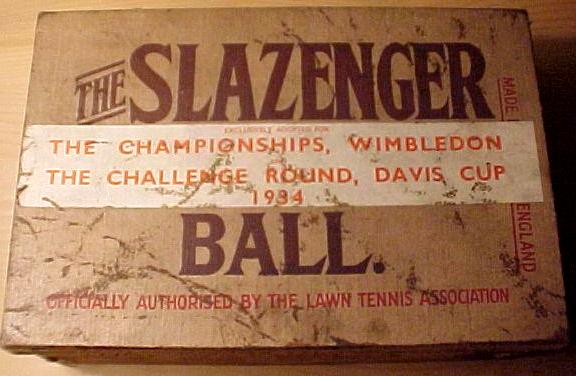 THE SLAZENGER
EXCLUSIVELY ADOPTED FOR
THE CHAMPIONSHIPS, WIMBLEDON
THE CHALLENGE ROUND, DAVIS CUP
1934
BALL.
OFFICIALLY AUTHORISED BY THE LAWN TENNIS ASSOCIATION
MADE
ENGLAND